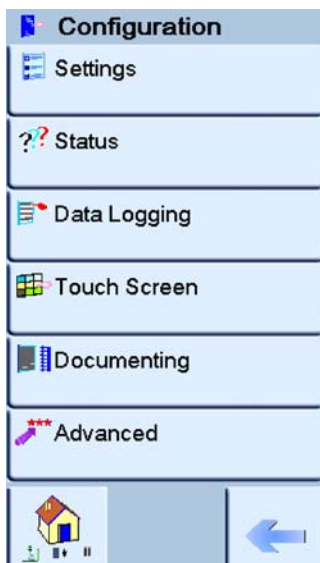 Configuration
Settings
??? Status
Data Logging
Touch Screen
Documenting
*** Advanced